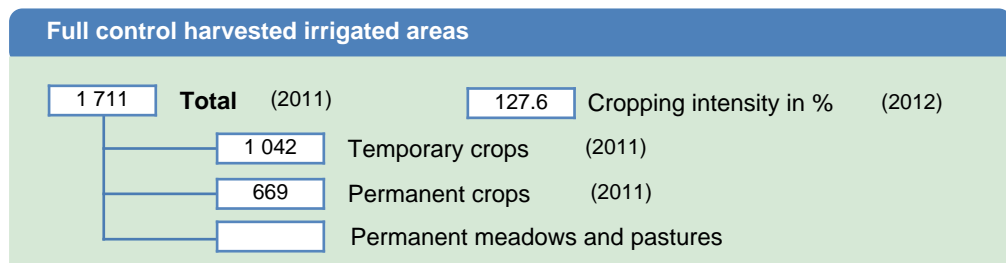 Full control harvested irrigated areas
1 711 Total (2011) 127.6 Cropping intensity in % (2012)
1 042 Temporary crops (2011)
669 Permanent crops (2011)
Permanent meadows and pastures